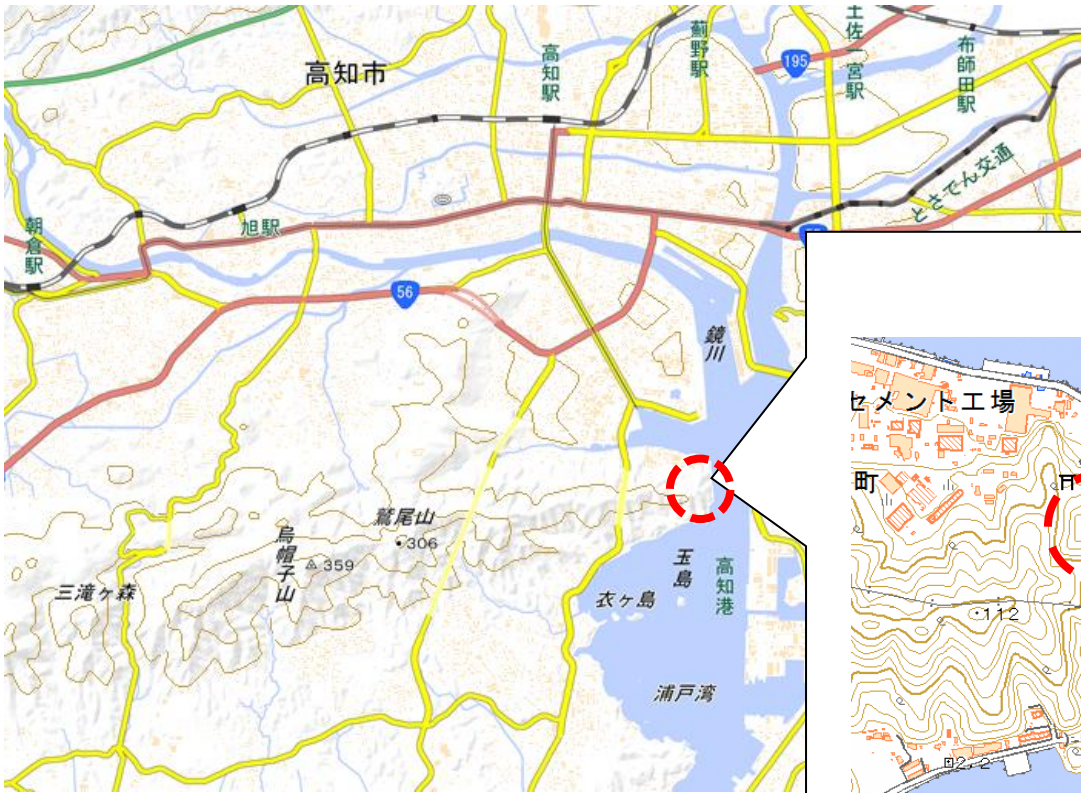 高知市
高知駅
薊野駅
195
土佐一宮駅
布師田駅
とさでん交通
朝倉駅
旭駅
56
鏡川
鷲尾山
306
烏帽子山
359
三滝ヶ森
玉島
衣ヶ島
高知港
浦戸湾
セメント工場
町
112
2.2